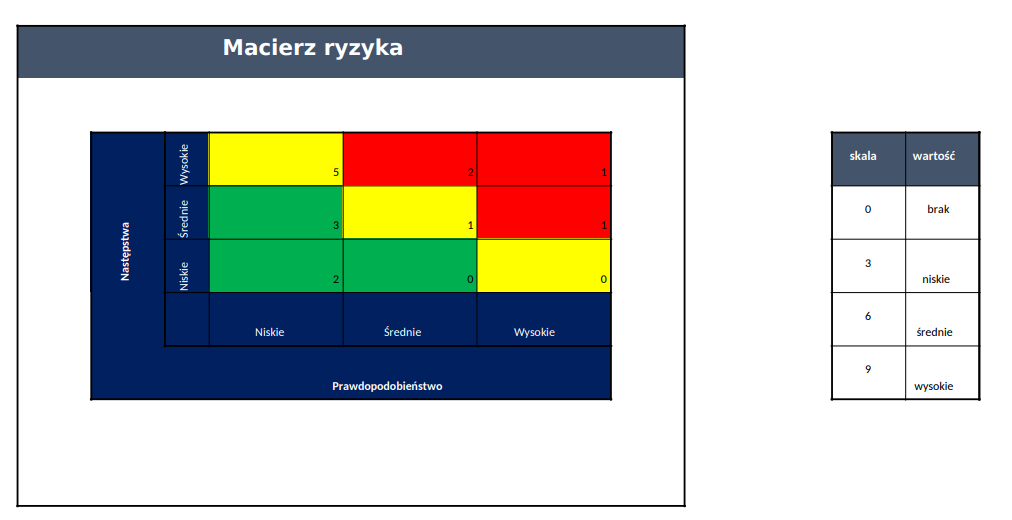 Macierz ryzyka
Następstwa
Wysokie
5
2
1
Średnie
3
1
1
Niskie
2
0
0
Niskie
Średnie
Wysokie
Prawdopodobieństwo
skala wartość
0 brak
3 niskie
6 średnie
9 wysokie